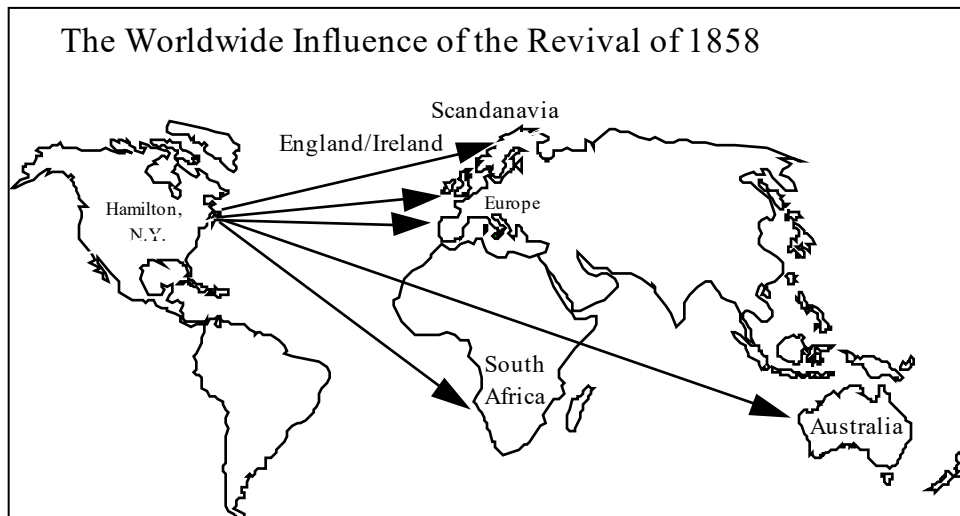 The Worldwide Influence of the Revival of 1858
Scandanavia
England/Ireland
Hamilton,
N.Y.
Europe
South
Africa
Australia